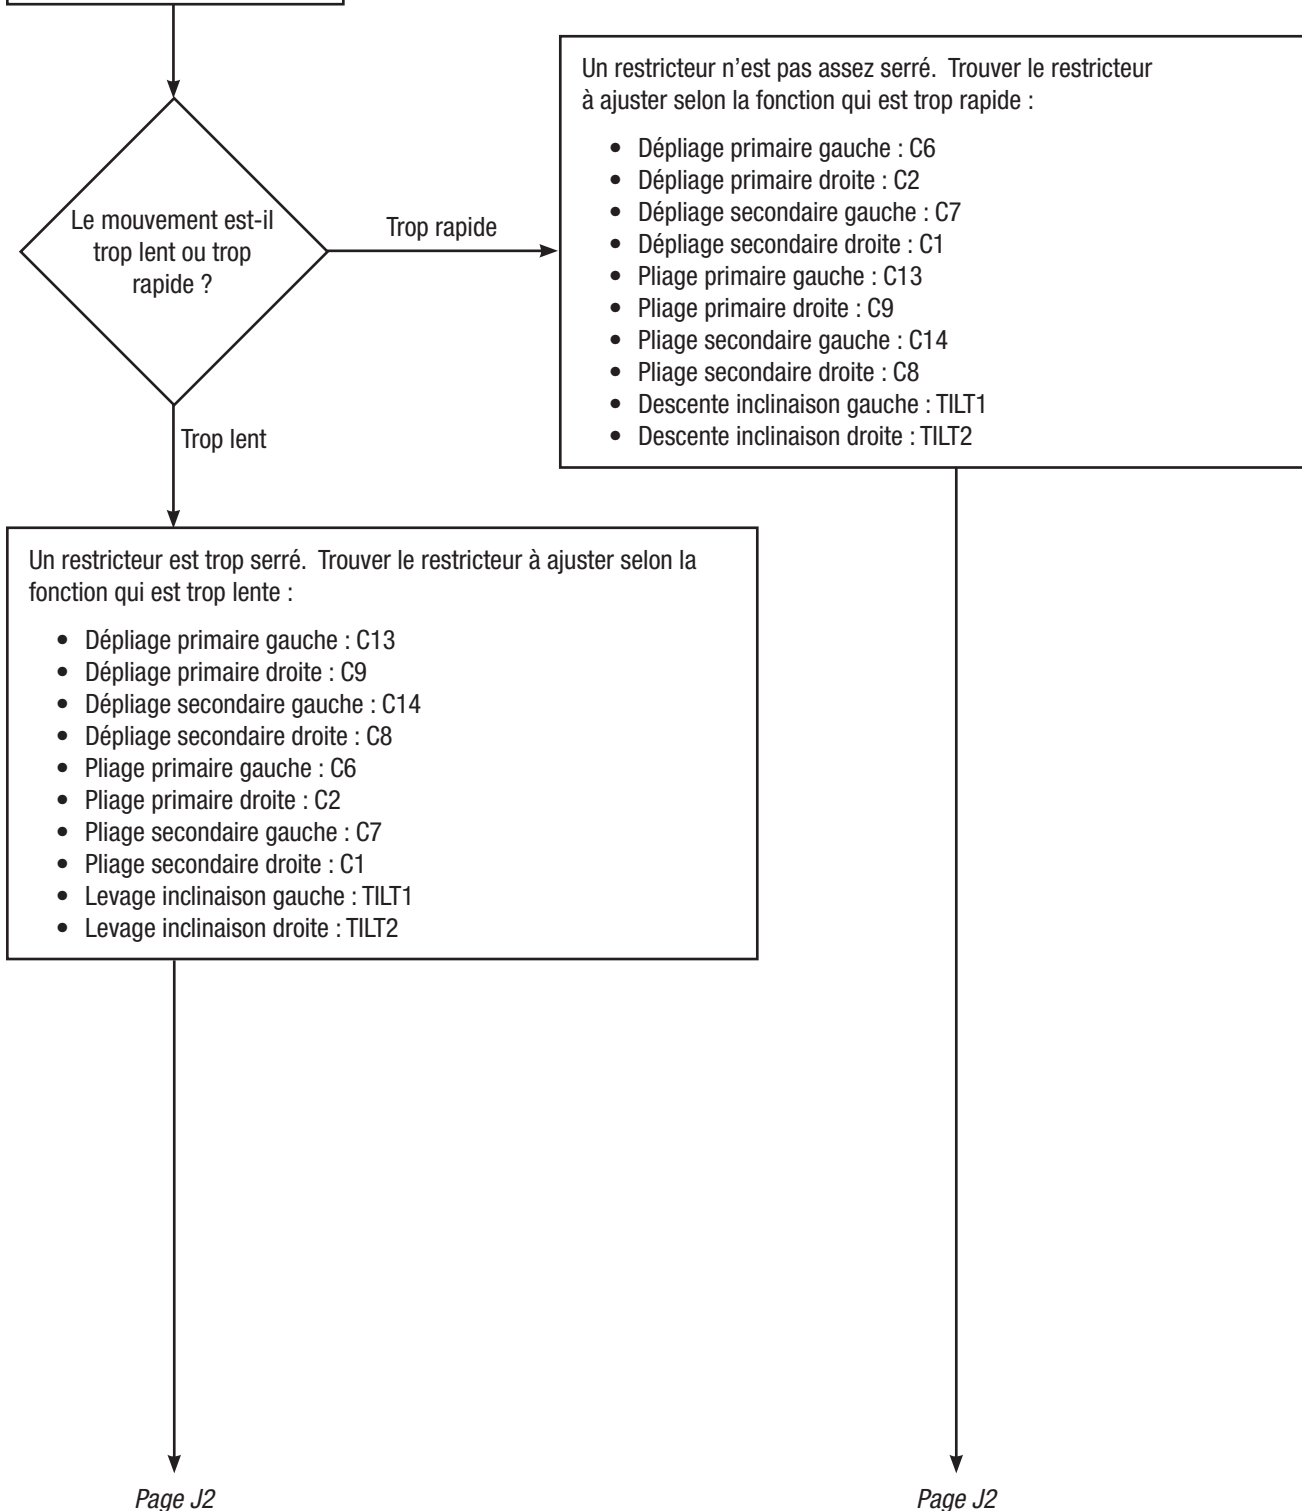 Un restricteur n’est pas assez serré.  Trouver le restricteur
à ajuster selon la fonction qui est trop rapide :
• Dépliage primaire gauche : C6
• Dépliage primaire droite : C2
• Dépliage secondaire gauche : C7
• Dépliage secondaire droite : C1
• Pliage primaire gauche : C13
• Pliage primaire droite : C9
• Pliage secondaire gauche : C14
• Pliage secondaire droite : C8
• Descente inclinaison gauche : TILT1
• Descente inclinaison droite : TILT2
Le mouvement est-il
trop lent ou trop
rapide ?
Trop rapide
Trop lent
Un restricteur est trop serré.  Trouver le restricteur à ajuster selon la
fonction qui est trop lente :
• Dépliage primaire gauche : C13
• Dépliage primaire droite : C9
• Dépliage secondaire gauche : C14
• Dépliage secondaire droite : C8
• Pliage primaire gauche : C6
• Pliage primaire droite : C2
• Pliage secondaire gauche : C7
• Pliage secondaire droite : C1
• Levage inclinaison gauche : TILT1
• Levage inclinaison droite : TILT2
Page J2
Page J2